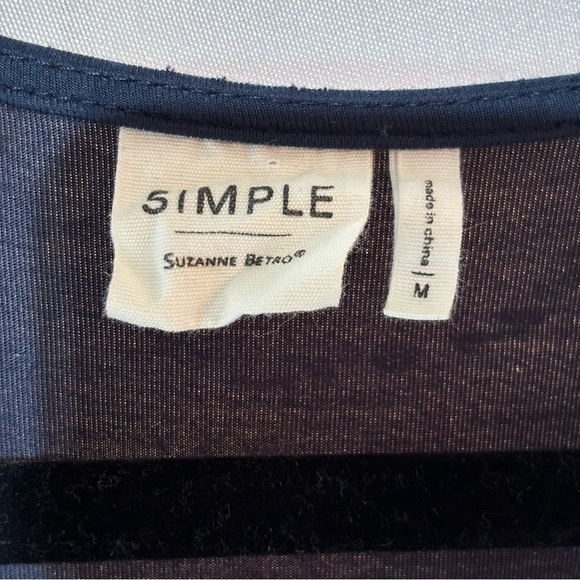 SIMPLE
SUZANNE BETRO®
made in china | M